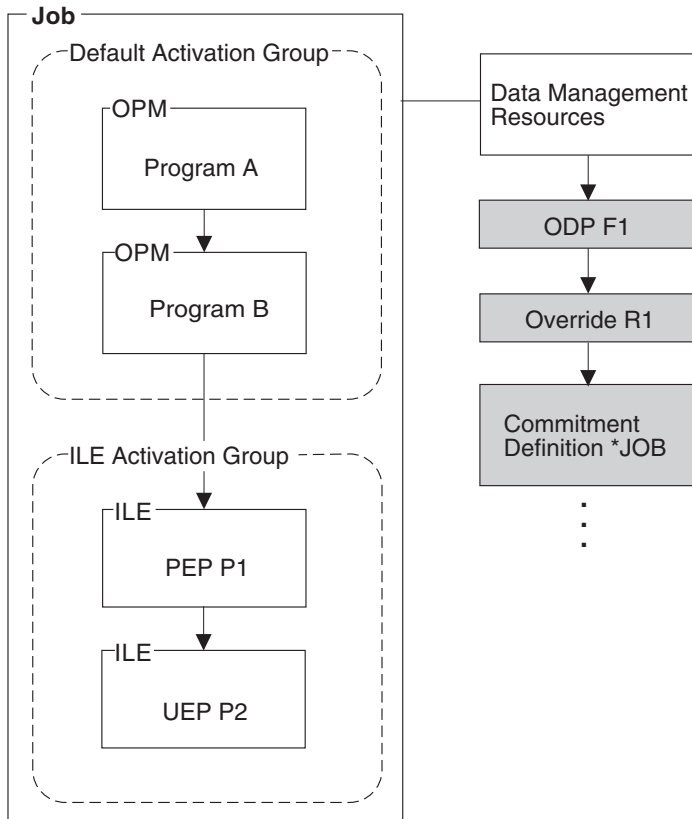 Job
Default Activation Group
OPM
Program A
OPM
Program B
ILE Activation Group
ILE
PEP P1
ILE
UEP P2
Data Management
Resources
ODP F1
Override R1
Commitment
Definition *JOB